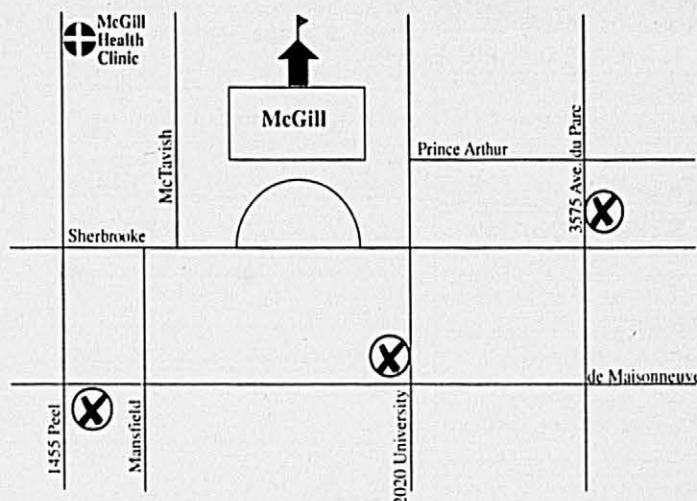 McGill
Health
Clinic
McGill
McTavish
Prince Arthur
3575 Ave. du Parc
Sherbrooke
de Maisonneuve
1455 Peel
Mansfield
2020 University